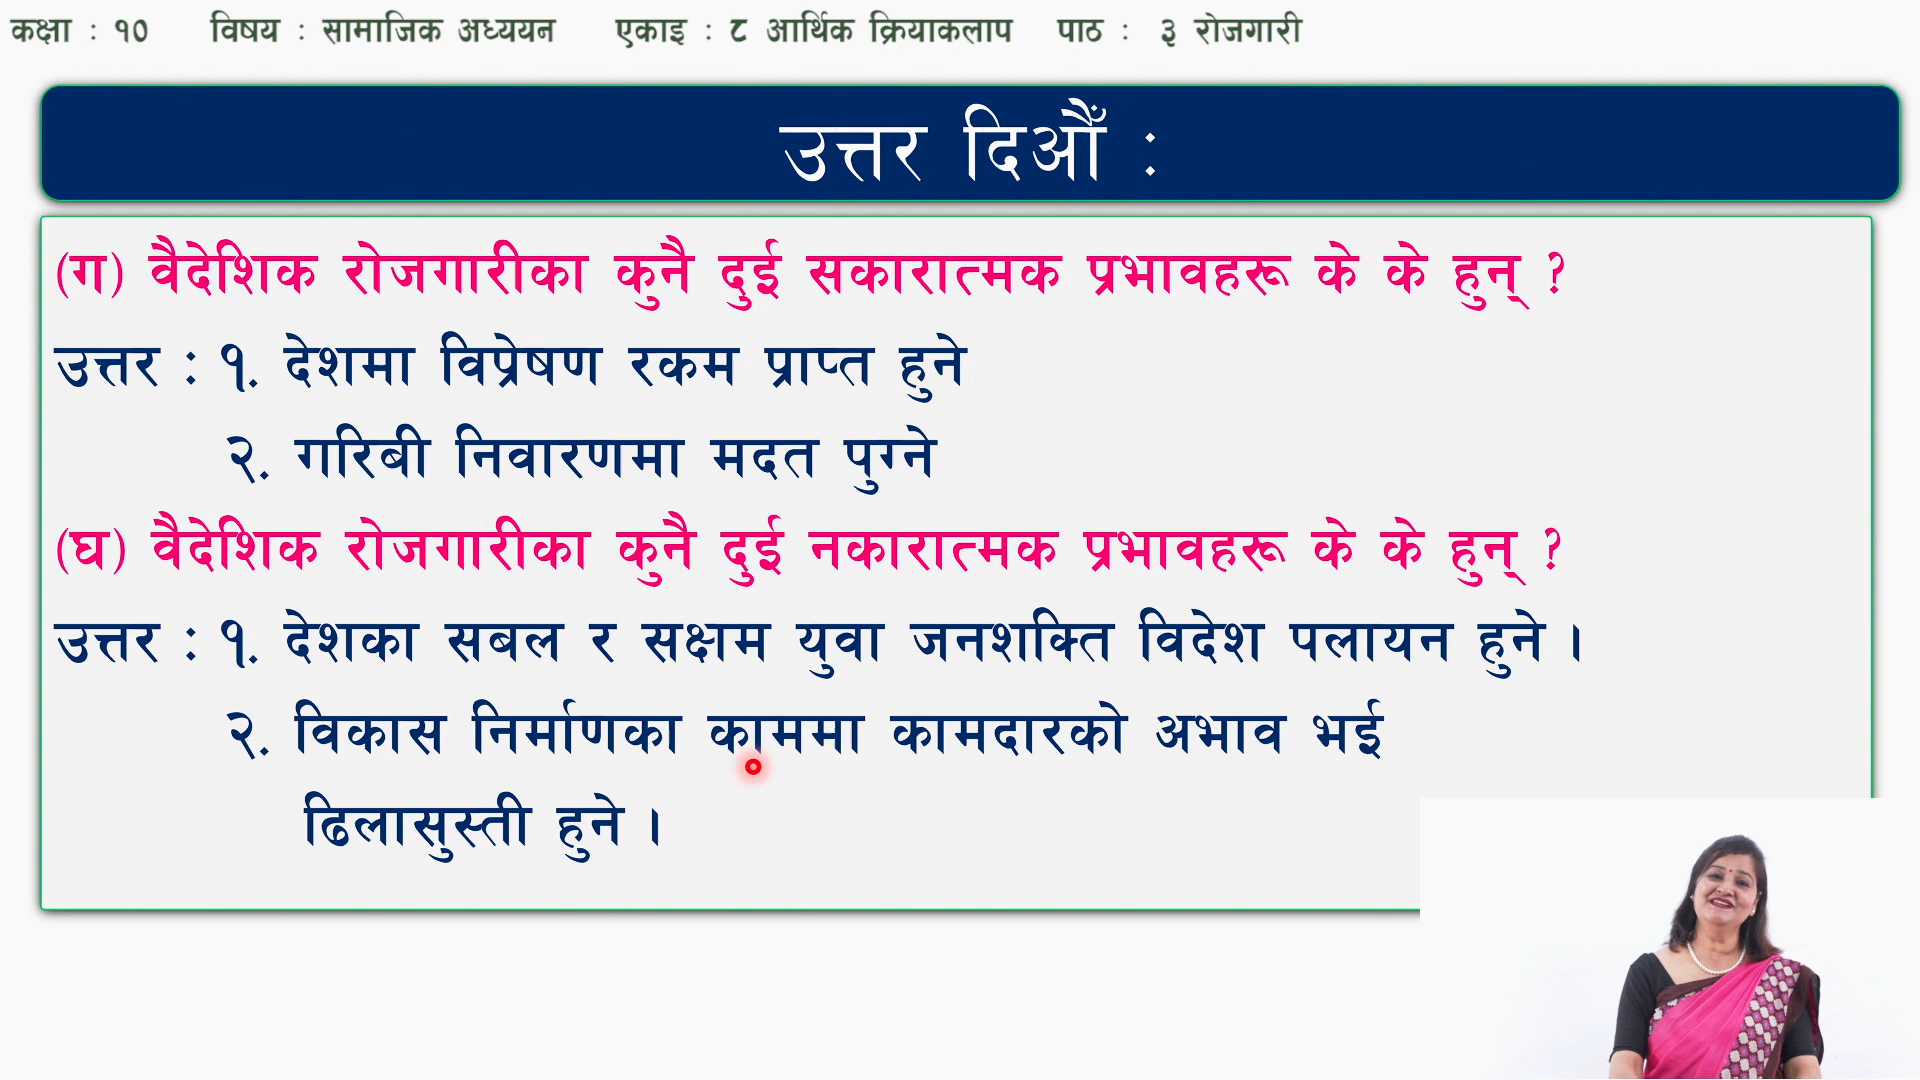 कक्षा : १० विषय : सामाजिक अध्ययन एकाइ : ८ आर्थिक क्रियाकलाप पाठ : ३ रोजगारी
उत्तर दिऔँ :
(ग) वैदेशिक रोजगारीका कुनै दुई सकारात्मक प्रभावहरू के के हुन् ?
उत्तर : १. देशमा विप्रेषण रकम प्राप्त हुने
२. गरिबी निवारणमा मदत पुग्ने
(घ) वैदेशिक रोजगारीका कुनै दुई नकारात्मक प्रभावहरू के के हुन् ?
उत्तर : १. देशका सबल र सक्षम युवा जनशक्ति विदेश पलायन हुने ।
२. विकास निर्माणका काममा कामदारको अभाव भई
ढिलासुस्ती हुने ।